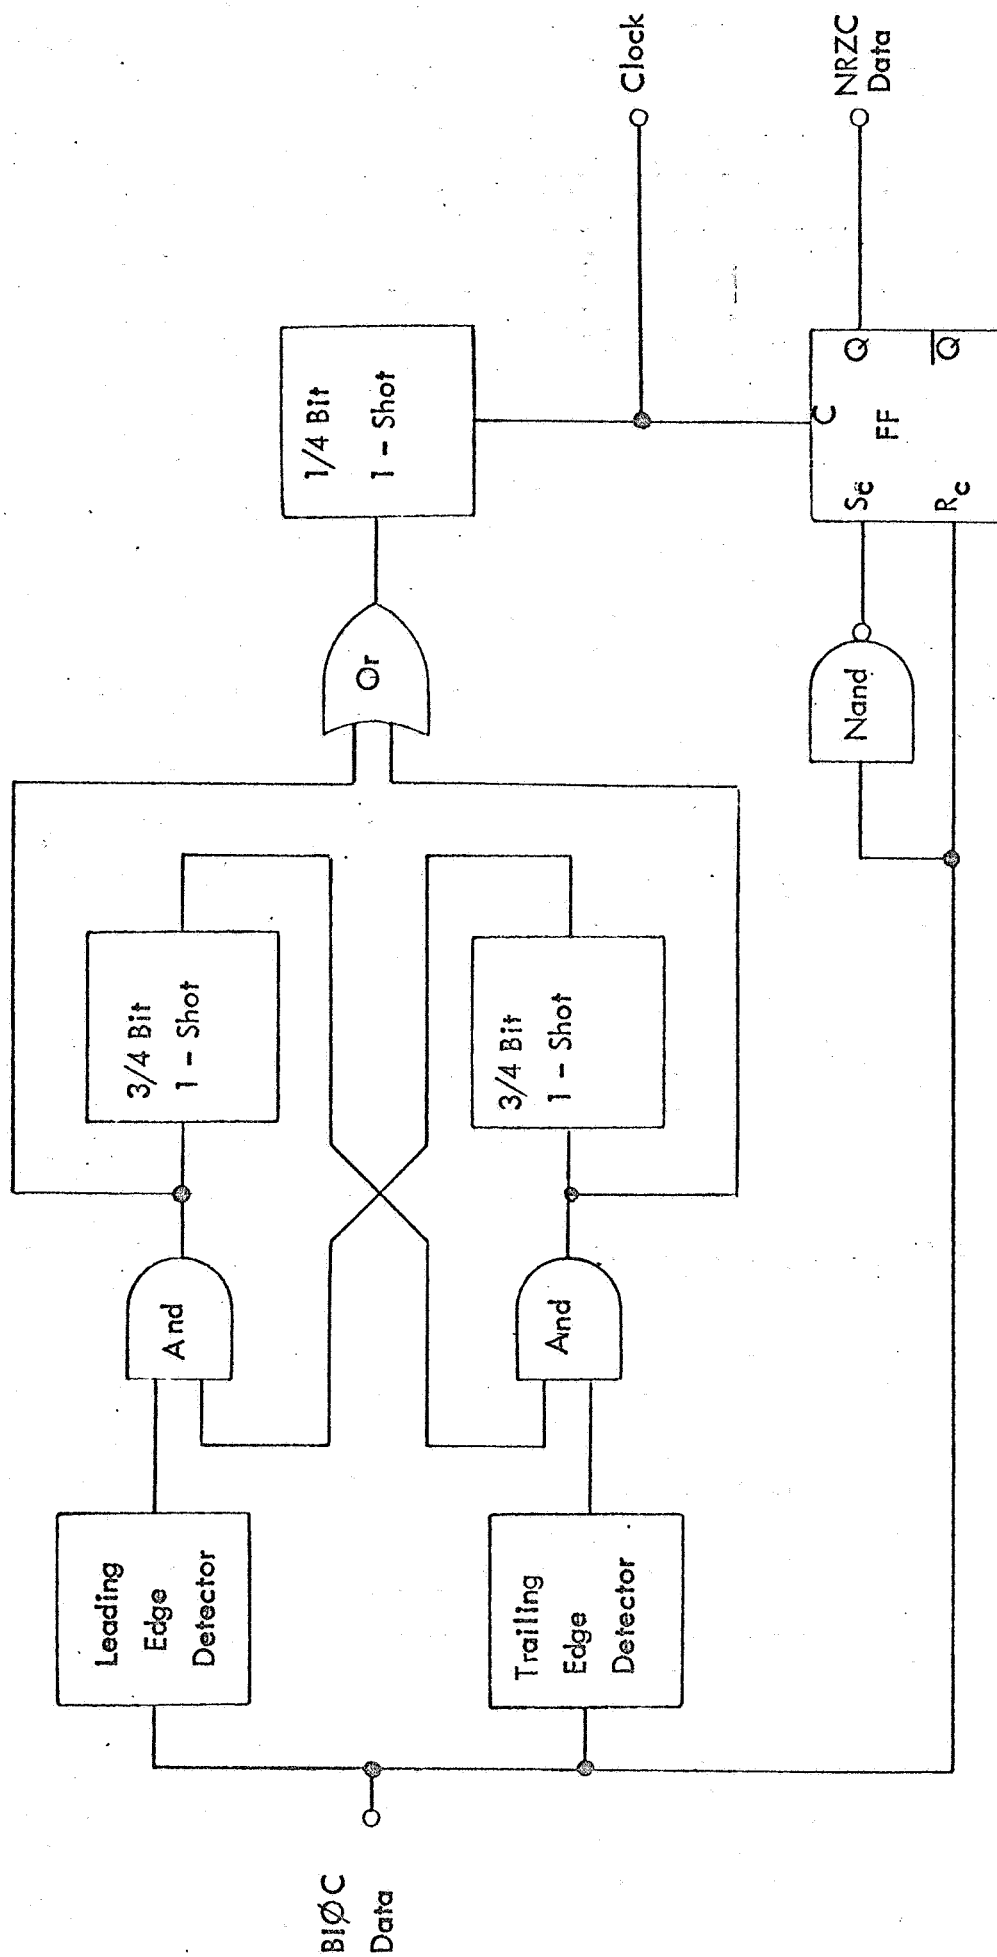 BIØC
Data
Leading
Edge
Detector
Trailing
Edge
Detector
And
And
3/4 Bit
1 - Shot
3/4 Bit
1 - Shot
Or
1/4 Bit
1 - Shot
Clock
Nand
Sc
Rc
C
FF
Q
Q̅
NRZC
Data